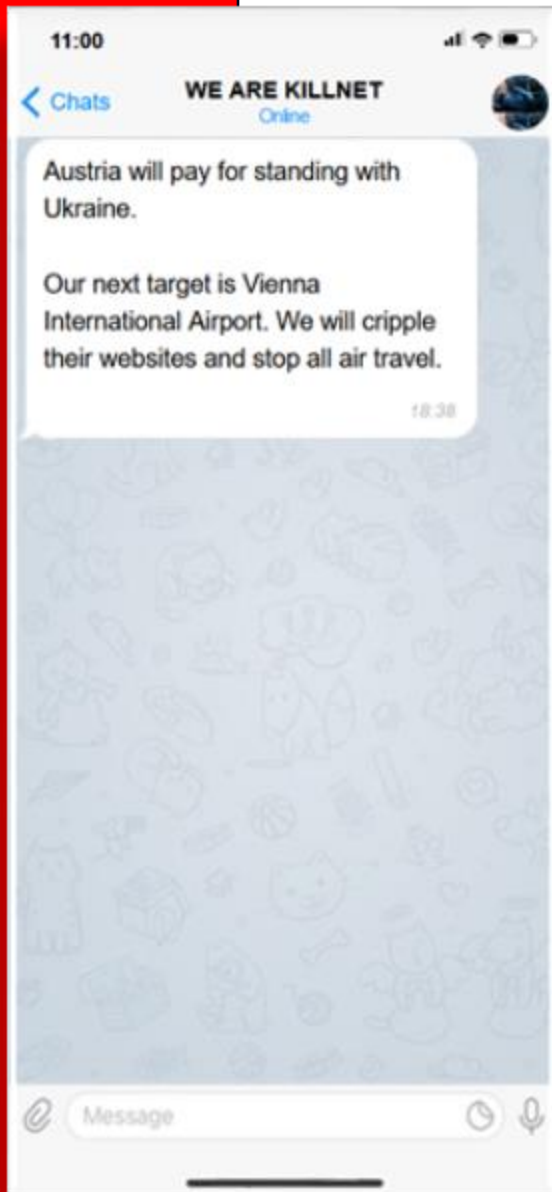 11:00
Chats
WE ARE KILLNET
Online
Austria will pay for standing with
Ukraine.
Our next target is Vienna
International Airport. We will cripple
their websites and stop all air travel.
18:38
Message